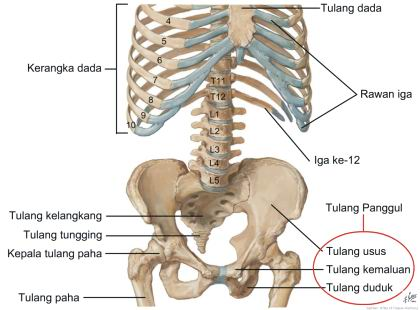 Tulang dada
4
5
Kerangka dada
6
7
T11
8
T12
Rawan iga
9
10
L1
L2
L3
Iga ke-12
L4
L5
Tulang Panggul
Tulang kelangkang
Tulang tungging
Kepala tulang paha
Tulang usus
Tulang kemaluan
Tulang duduk
Tulang paha